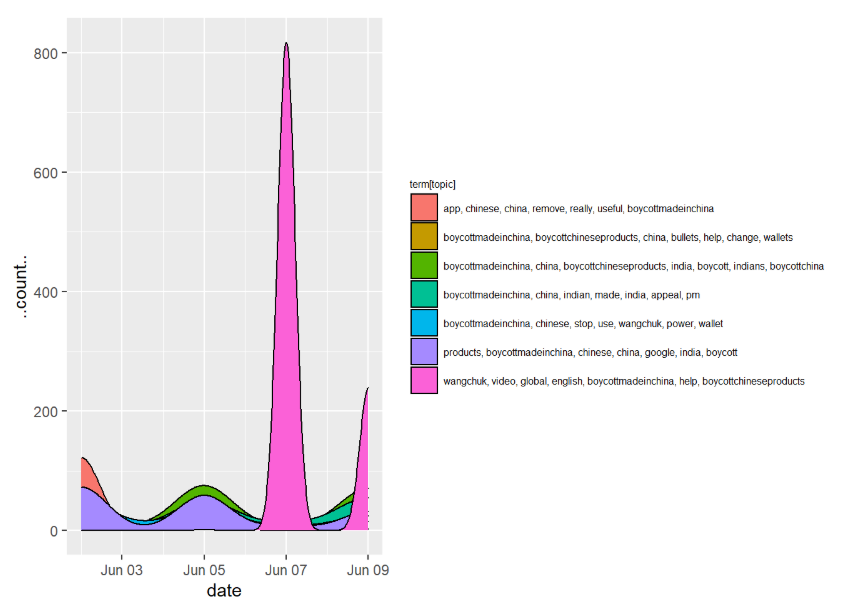 800
600
400
200
0
..count..
Jun 03 Jun 05 Jun 07 Jun 09
date
term[topic]
app, chinese, china, remove, really, useful, boycottmadeinchina
boycottmadeinchina, boycottchineseproducts, china, bullets, help, change, wallets
boycottmadeinchina, china, boycottchineseproducts, india, boycott, indians, boycottchina
boycottmadeinchina, china, indian, made, india, appeal, pm
boycottmadeinchina, chinese, stop, use, wangchuk, power, wallet
products, boycottmadeinchina, chinese, china, google, india, boycott
wangchuk, video, global, english, boycottmadeinchina, help, boycottchineseproducts